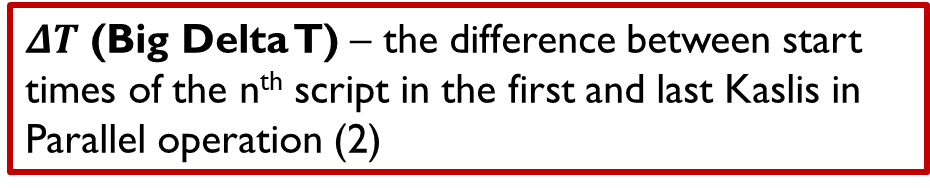 ΔT (Big Delta T) – the difference between start
times of the nth script in the first and last Kaslis in
Parallel operation (2)